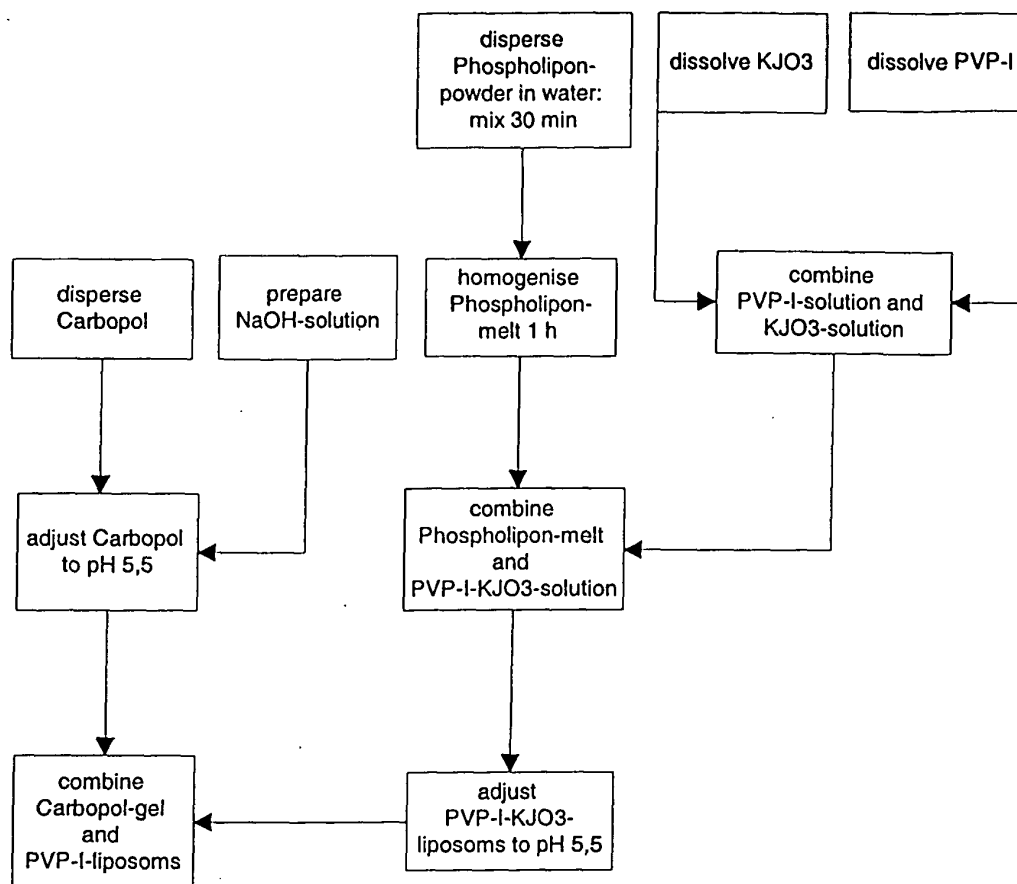 disperse
Phospholipon-
powder in water:
mix 30 min
dissolve KJO3
dissolve PVP-I
disperse
Carbopol
prepare
NaOH-solution
homogenise
Phospholipon-
melt 1 h
combine
PVP-I-solution and
KJO3-solution
adjust Carbopol
to pH 5,5
combine
Phospholipon-melt
and
PVP-I-KJO3-solution
combine
Carbopol-gel
and
PVP-I-liposoms
adjust
PVP-I-KJO3-
liposoms to pH 5,5